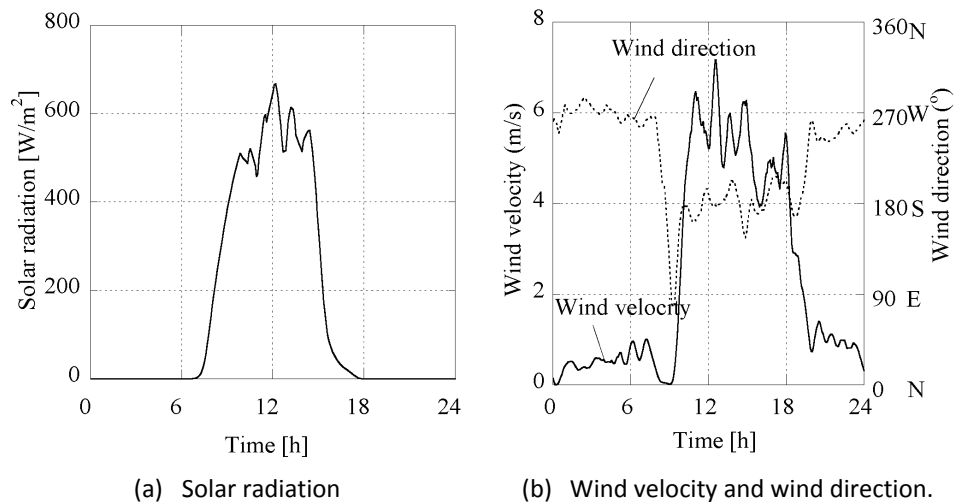 800
600
400
200
0
Solar radiation [W/m²]
0 6 12 18 24
Time [h]
(a) Solar radiation
8
6
4
2
0
Wind velocity (m/s)
Wind direction
Wind velocity
360 N
270 W
180 S
90 E
0 N
Wind direction (°)
0 6 12 18 24
Time [h]
(b) Wind velocity and wind direction.